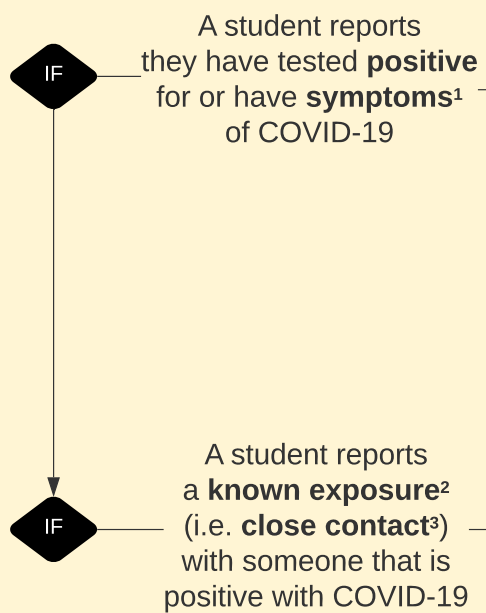 IF
A student reports
they have tested positive
for or have symptoms¹
of COVID-19
IF
A student reports
a known exposure²
(i.e. close contact³)
with someone that is
positive with COVID-19